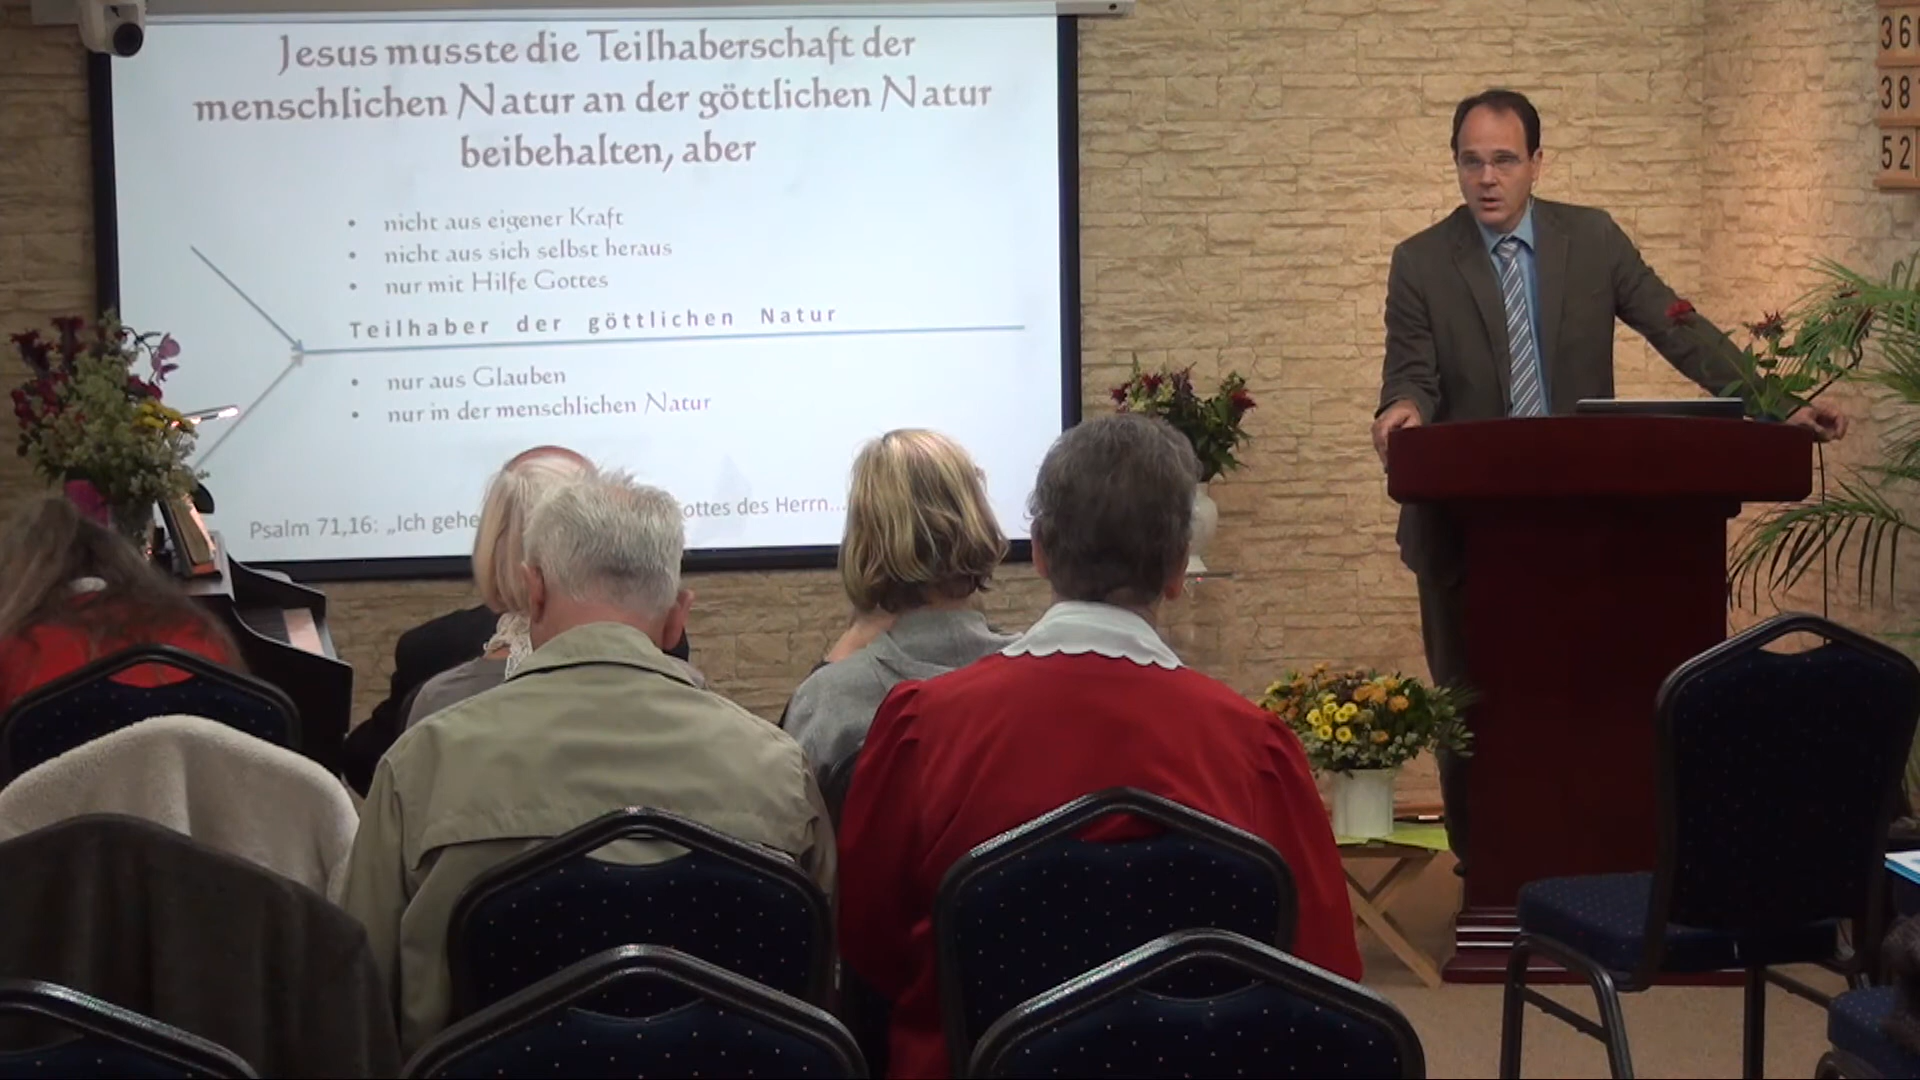 Jesus musste die Teilhaberschaft der
menschlichen Natur an der göttlichen Natur
beibehalten, aber
• nicht aus eigener Kraft
• nicht aus sich selbst heraus
• nur mit Hilfe Gottes
Teilhaber der göttlichen Natur
• nur aus Glauben
• nur in der menschlichen Natur
Psalm 71,16: „Ich gehe ottes des Herrn...
36
38
52